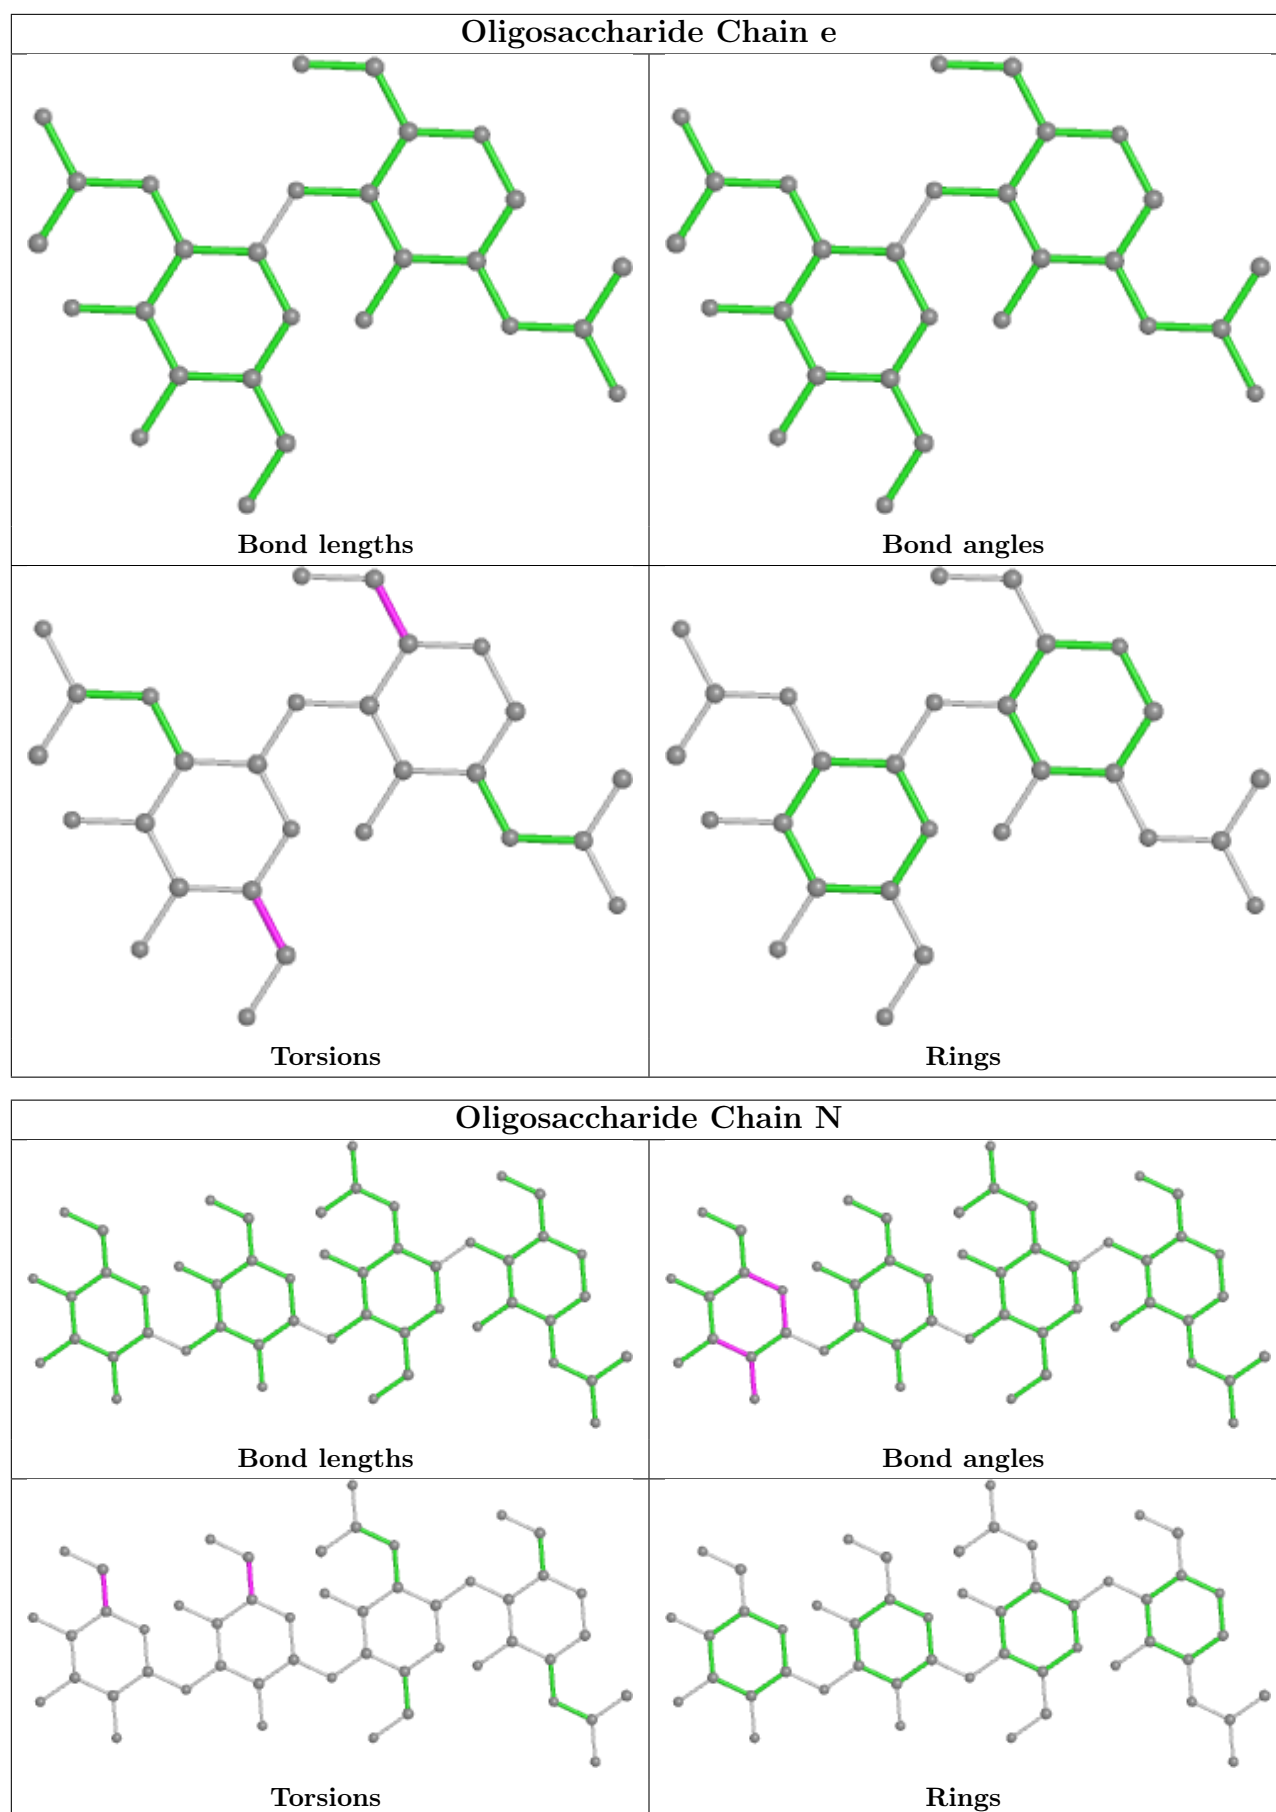 Oligosaccharide Chain e
Bond lengths
Bond angles
Torsions
Rings
Oligosaccharide Chain N
Bond lengths
Bond angles
Torsions
Rings